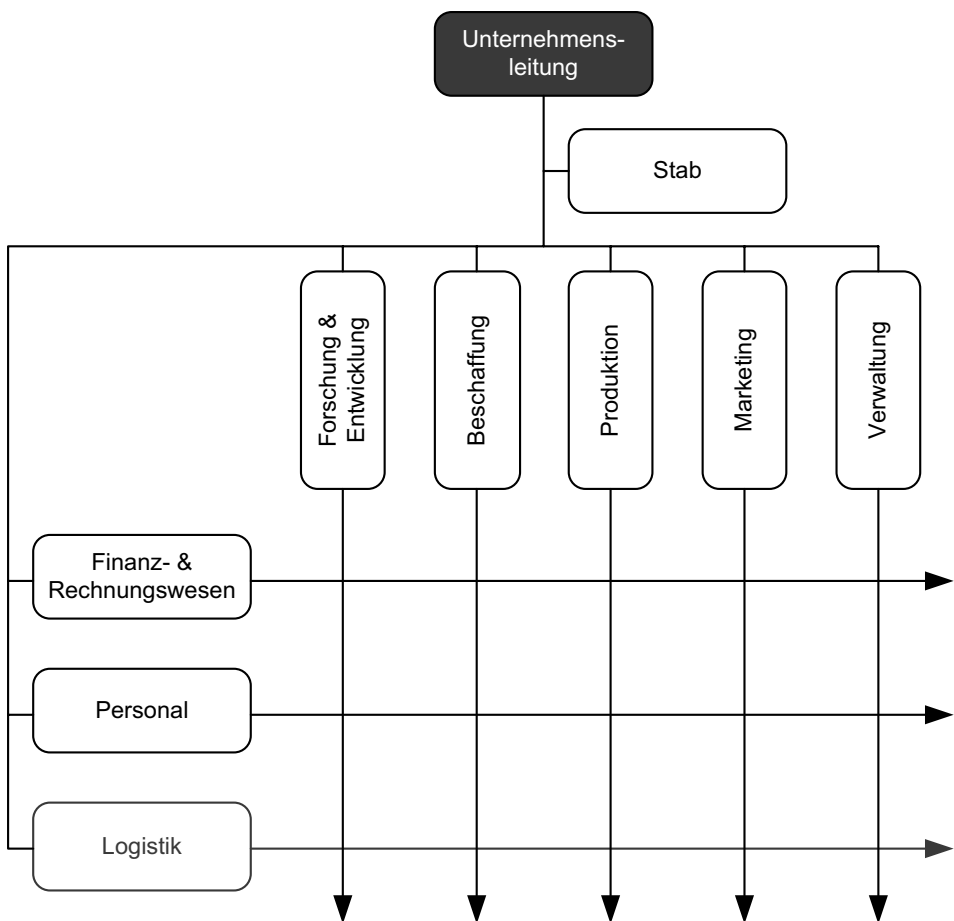 Unternehmens-
leitung
Stab
Forschung &
Entwicklung
Beschaffung
Produktion
Marketing
Verwaltung
Finanz- &
Rechnungswesen
Personal
Logistik